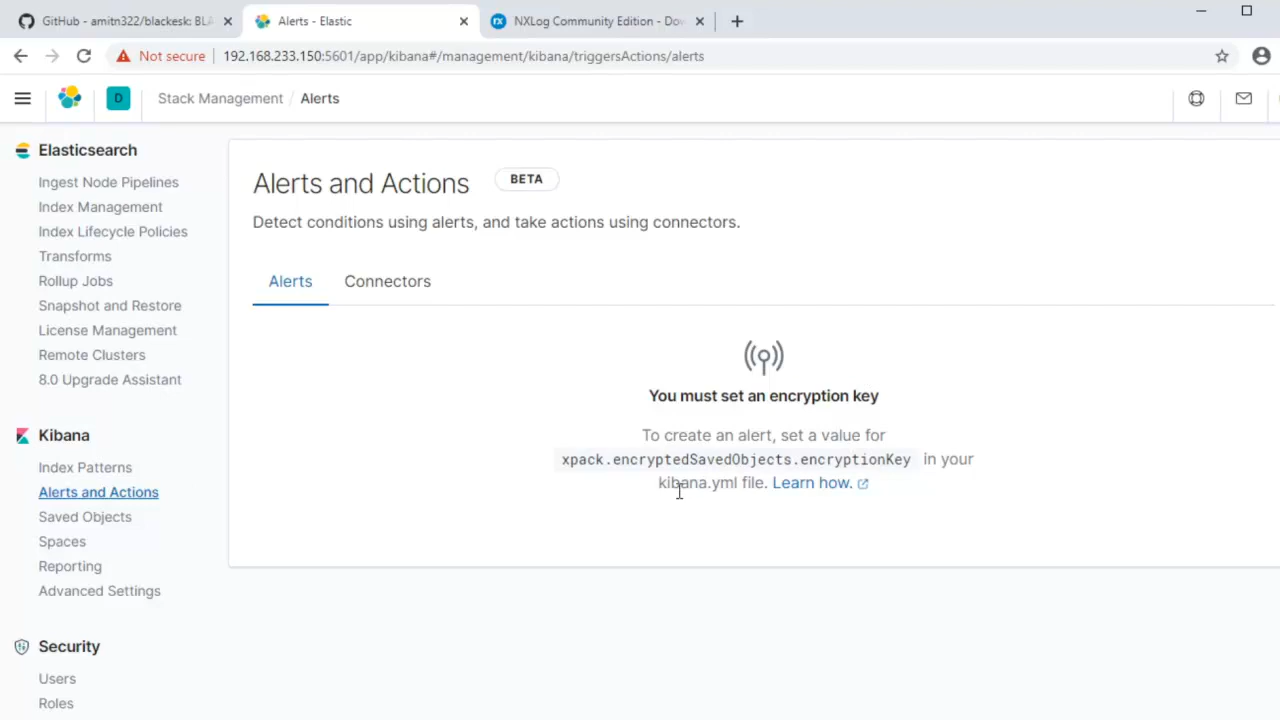 GitHub - amitn322/blackesk: BLA
Alerts - Elastic
NXLog Community Edition - Dow
Not secure
192.168.233.150:5601/app/kibana#/management/kibana/triggersActions/alerts
D
Stack Management / Alerts
Elasticsearch
Ingest Node Pipelines
Index Management
Index Lifecycle Policies
Transforms
Rollup Jobs
Snapshot and Restore
License Management
Remote Clusters
8.0 Upgrade Assistant
Kibana
Index Patterns
Alerts and Actions
Saved Objects
Spaces
Reporting
Advanced Settings
Security
Users
Roles
Alerts and Actions
BETA
Detect conditions using alerts, and take actions using connectors.
Alerts
Connectors
You must set an encryption key
To create an alert, set a value for
xpack.encryptedSavedObjects.encryptionKey in your
kibana.yml file. Learn how.